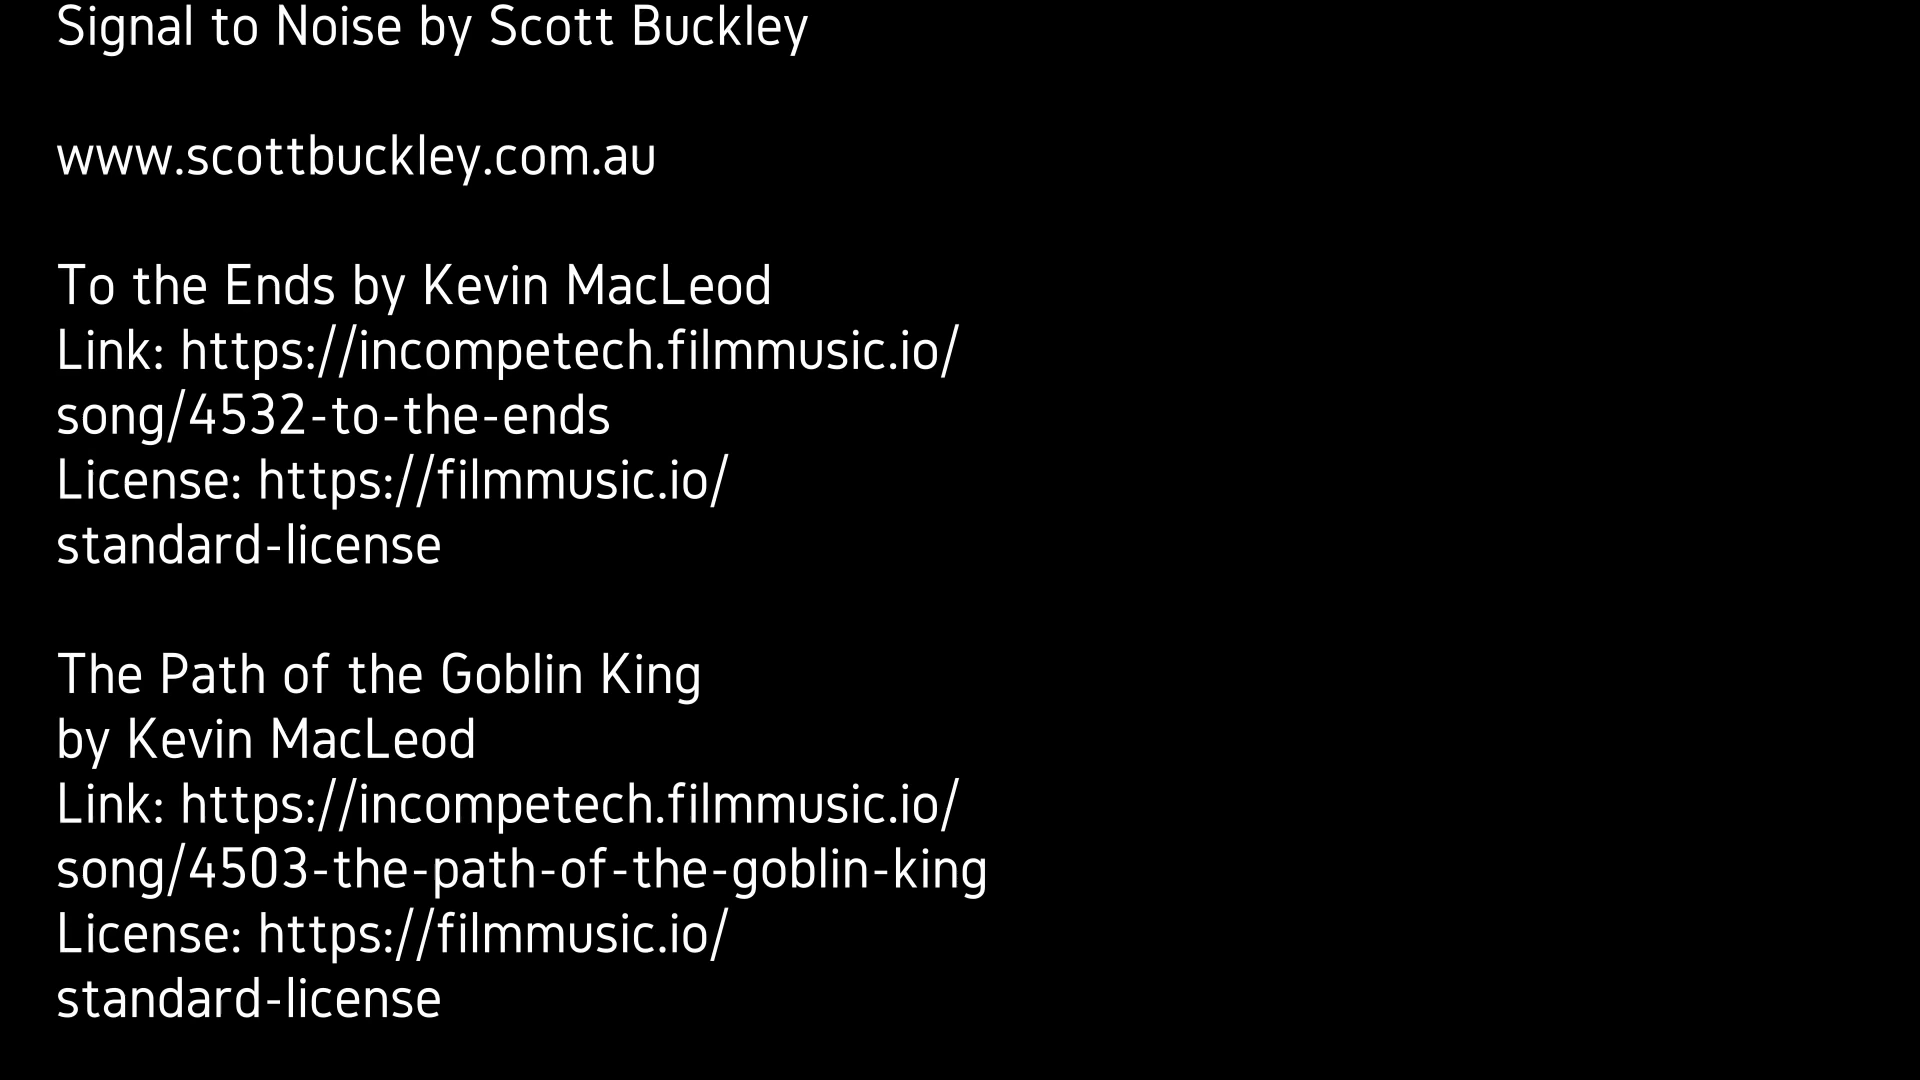 Signal to Noise by Scott Buckley
www.scottbuckley.com.au
To the Ends by Kevin MacLeod
Link: https://incompetech.filmmusic.io/
song/4532-to-the-ends
License: https://filmmusic.io/
standard-license
The Path of the Goblin King
by Kevin MacLeod
Link: https://incompetech.filmmusic.io/
song/4503-the-path-of-the-goblin-king
License: https://filmmusic.io/
standard-license